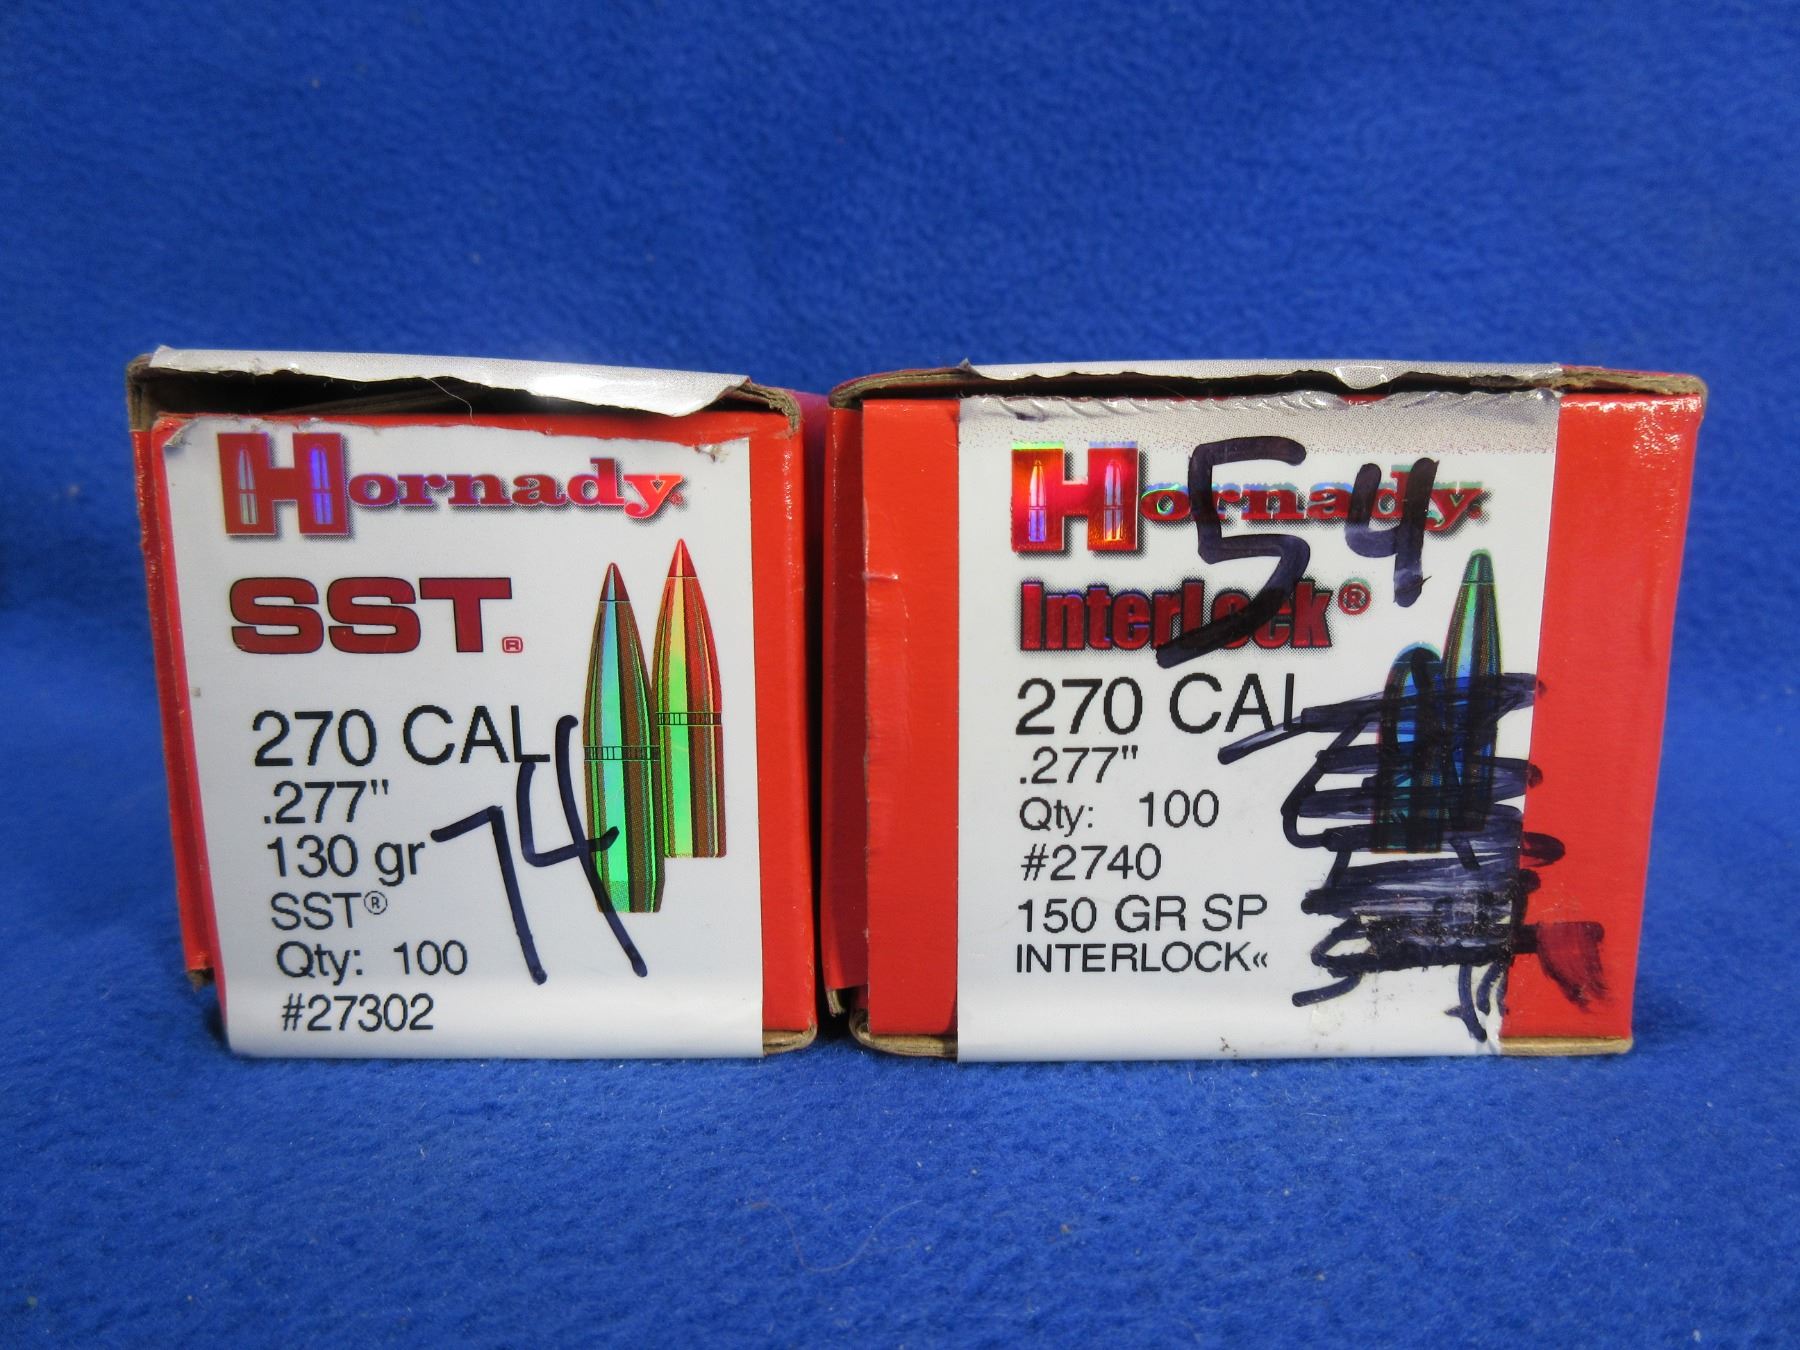 Hornady
SST®
270 CAL
.277"
130 gr
SST®
Qty: 100
#27302
74
Hornady
InterLock®
54
270 CAL
.277"
Qty: 100
#2740
150 GR SP
INTERLOCK«